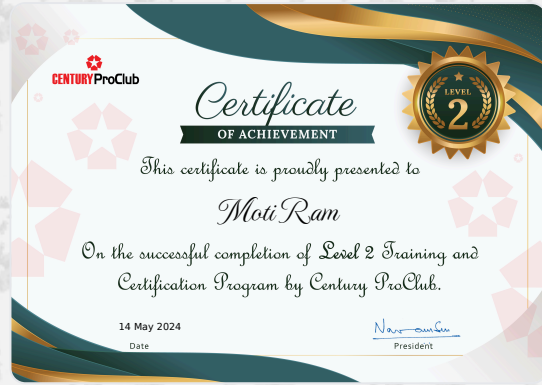 CENTURY ProClub
Certificate
OF ACHIEVEMENT
LEVEL
2
This certificate is proudly presented to
Moti Ram
On the successful completion of Level 2 Training and
Certification Program by Century ProClub.
14 May 2024
Date
President